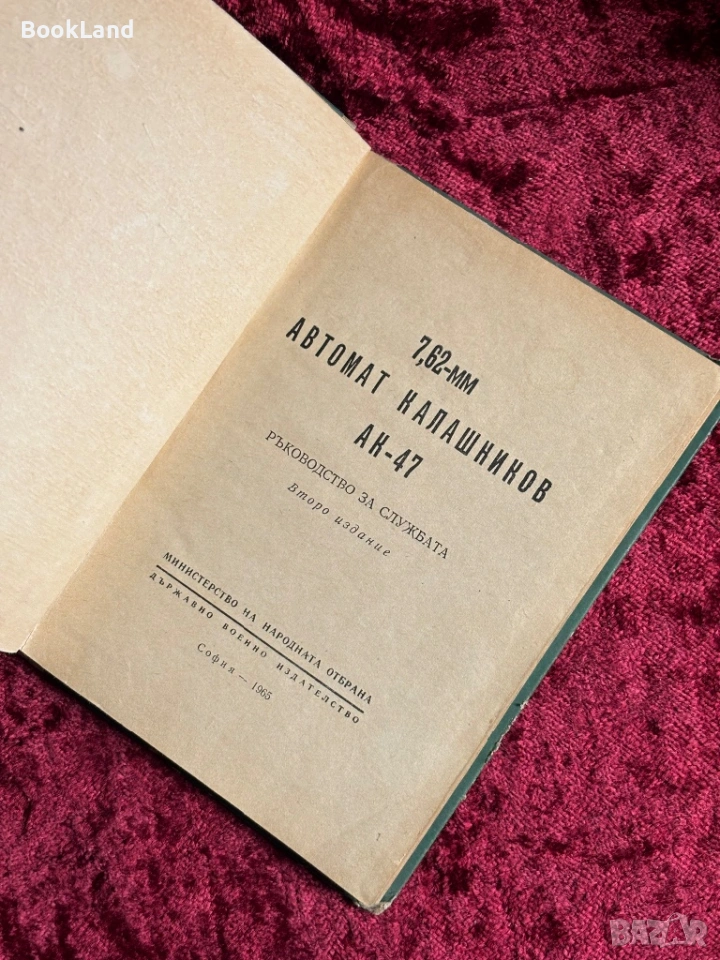 BookLand
7,62-мм
АВТОМАТ КАЛАШНИКОВ
АК-47
РЪКОВОДСТВО ЗА СЛУЖБАТА
Второ издание
МИНИСТЕРСТВО НА НАРОДНАТА ОТБРАНА
ДЪРЖАВНО ВОЕННО ИЗДАТЕЛСТВО
София — 1965
BAZAR